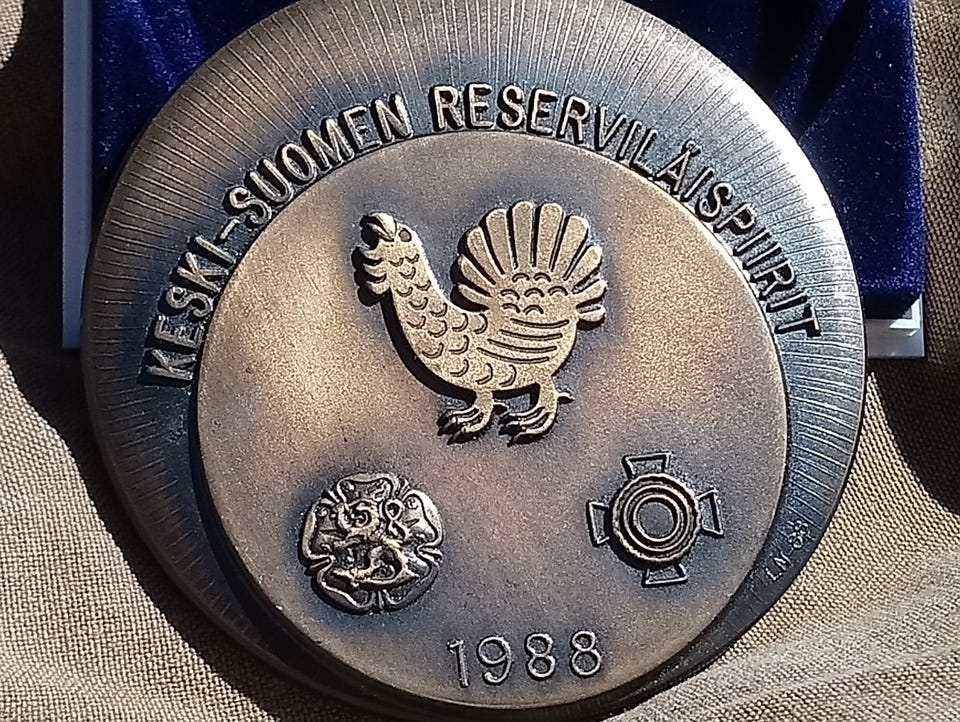 KESKI-SUOMEN RESERVILÄISPIIRIT
1988